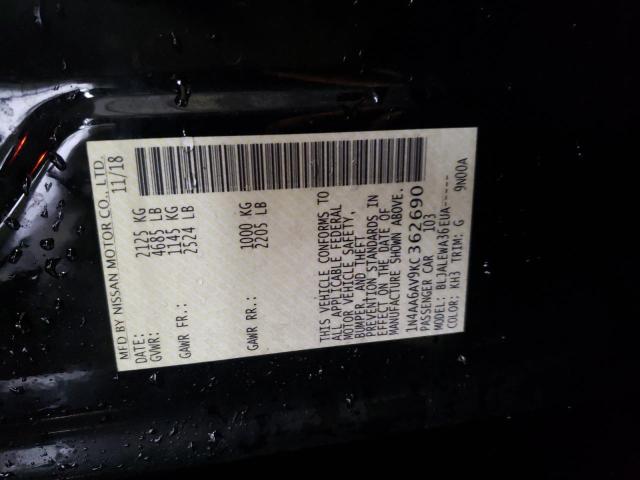 MFD BY NISSAN MOTOR CO., LTD.
DATE: 11/18
GVWR: 2125 KG
4685 LB
GAWR FR.: 1145 KG
2524 LB
GAWR RR.: 1000 KG
2205 LB
THIS VEHICLE CONFORMS TO
ALL APPLICABLE FEDERAL
MOTOR VEHICLE SAFETY,
BUMPER, AND THEFT
PREVENTION STANDARDS IN
EFFECT ON THE DATE OF
MANUFACTURE SHOWN ABOVE.
1N4AA6AV9KC362690
PASSENGER CAR 103
MODEL: BLJALEWA36EUA-----
COLOR: KH3 TRIM: G 9N00A